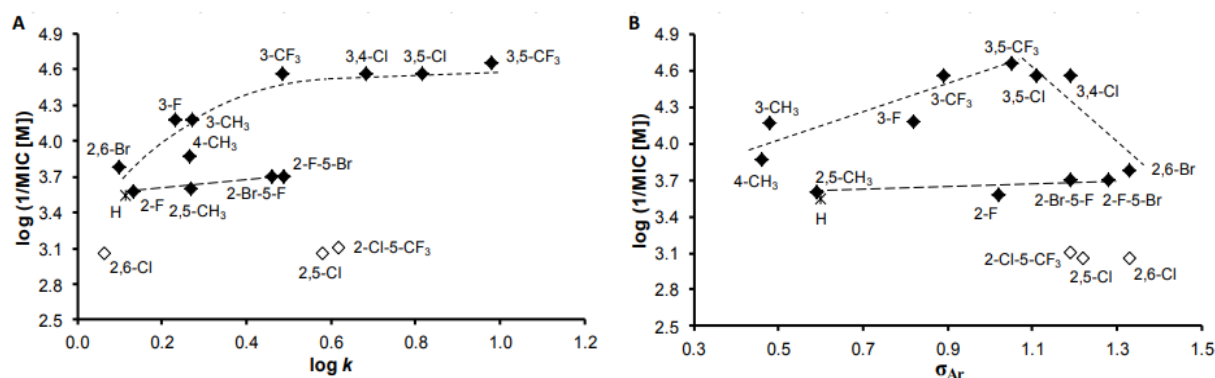 A
log (1/MIC [M])
4.9
4.6
4.3
4.0
3.7
3.4
3.1
2.8
2.5
3-CF₃
3,4-Cl
3,5-Cl
3,5-CF₃
3-F
3-CH₃
4-CH₃
2,6-Br
2-F-5-Br
H
2-F
2,5-CH₃
2-Br-5-F
2,6-Cl
2,5-Cl
2-Cl-5-CF₃
0.0 0.2 0.4 0.6 0.8 1.0 1.2
log k
B
log (1/MIC [M])
4.9
4.6
4.3
4.0
3.7
3.4
3.1
2.8
2.5
3,5-CF₃
3-CF₃
3,5-Cl
3,4-Cl
3-CH₃
3-F
4-CH₃
2,5-CH₃
2,6-Br
H
2-F
2-Br-5-F
2-F-5-Br
2-Cl-5-CF₃
2,5-Cl
2,6-Cl
0.3 0.5 0.7 0.9 1.1 1.3 1.5
σAr